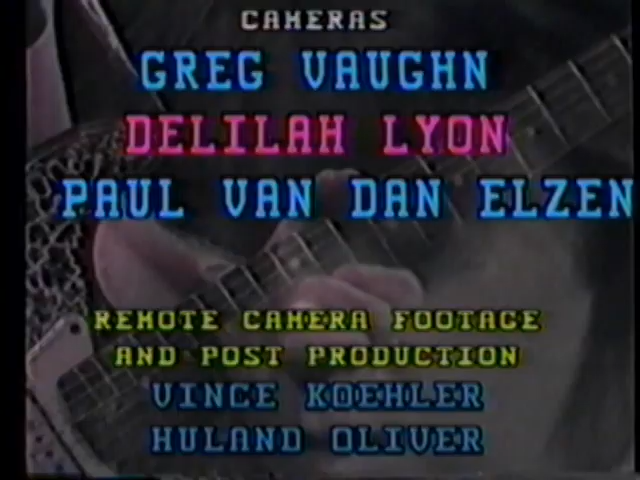 CAMERAS
GREG VAUGHN
DELILAH LYON
PAUL VAN DAN ELZEN
REMOTE CAMERA FOOTAGE
AND POST PRODUCTION
VINCE KOEHLER
HULAND OLIVER